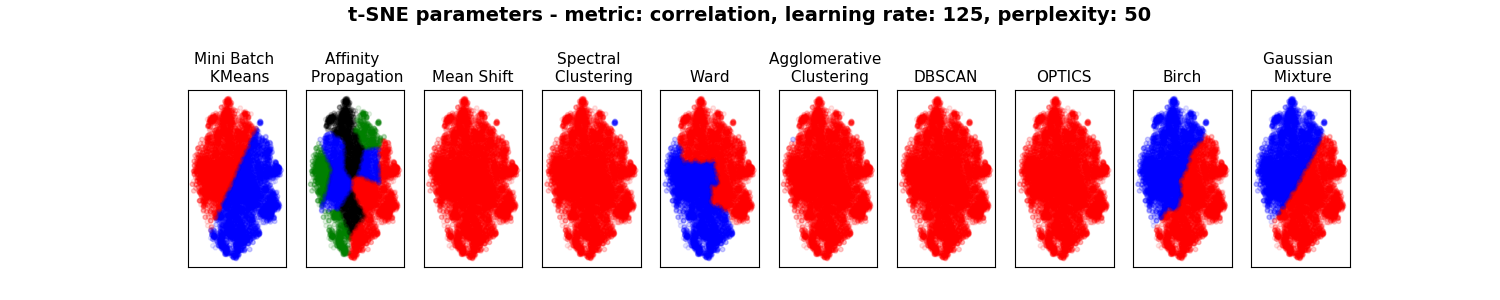 t-SNE parameters - metric: correlation, learning rate: 125, perplexity: 50
Mini Batch
KMeans
Affinity
Propagation
Mean Shift
Spectral
Clustering
Ward
Agglomerative
Clustering
DBSCAN
OPTICS
Birch
Gaussian
Mixture